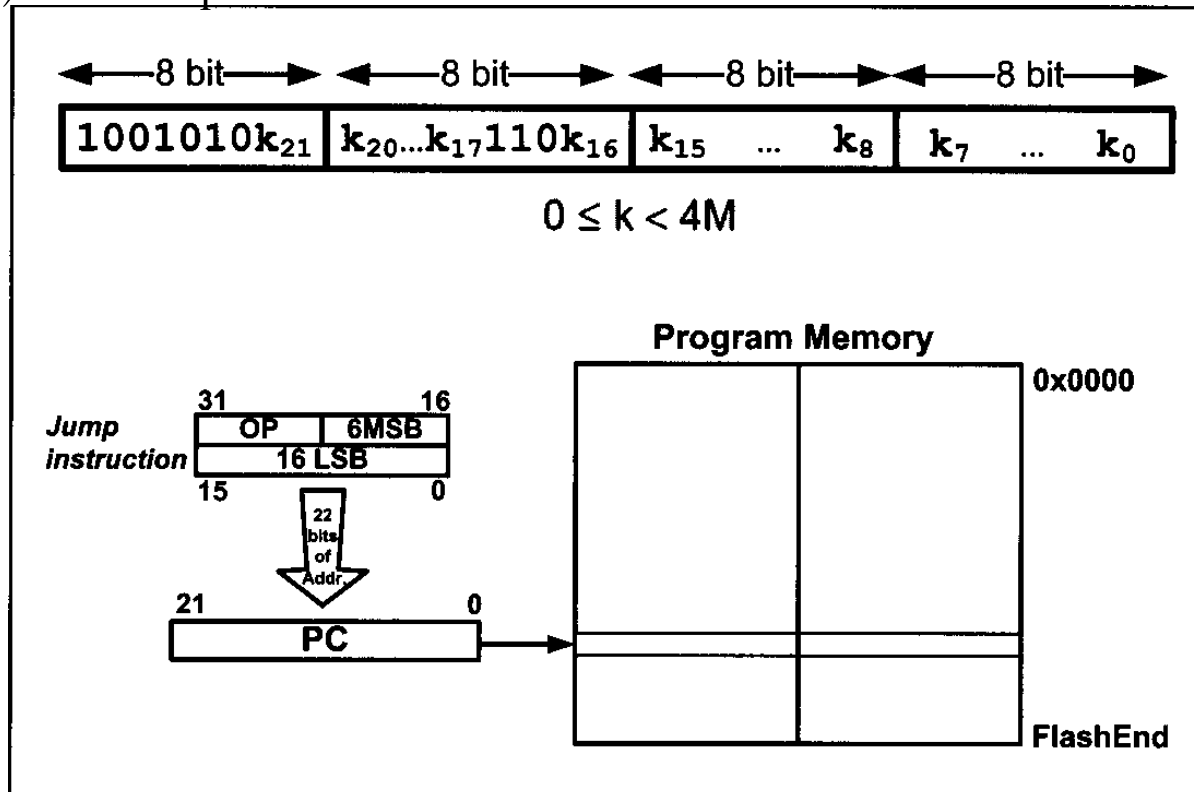 8 bit 8 bit 8 bit 8 bit
1001010k₂₁ k₂₀...k₁₇110k₁₆ k₁₅ ... k₈ k₇ ... k₀
0 ≤ k < 4M
Program Memory
0x0000
31 16
Jump
instruction
OP 6MSB
16 LSB
15 0
22
bits
of
Addr.
21 0
PC
FlashEnd